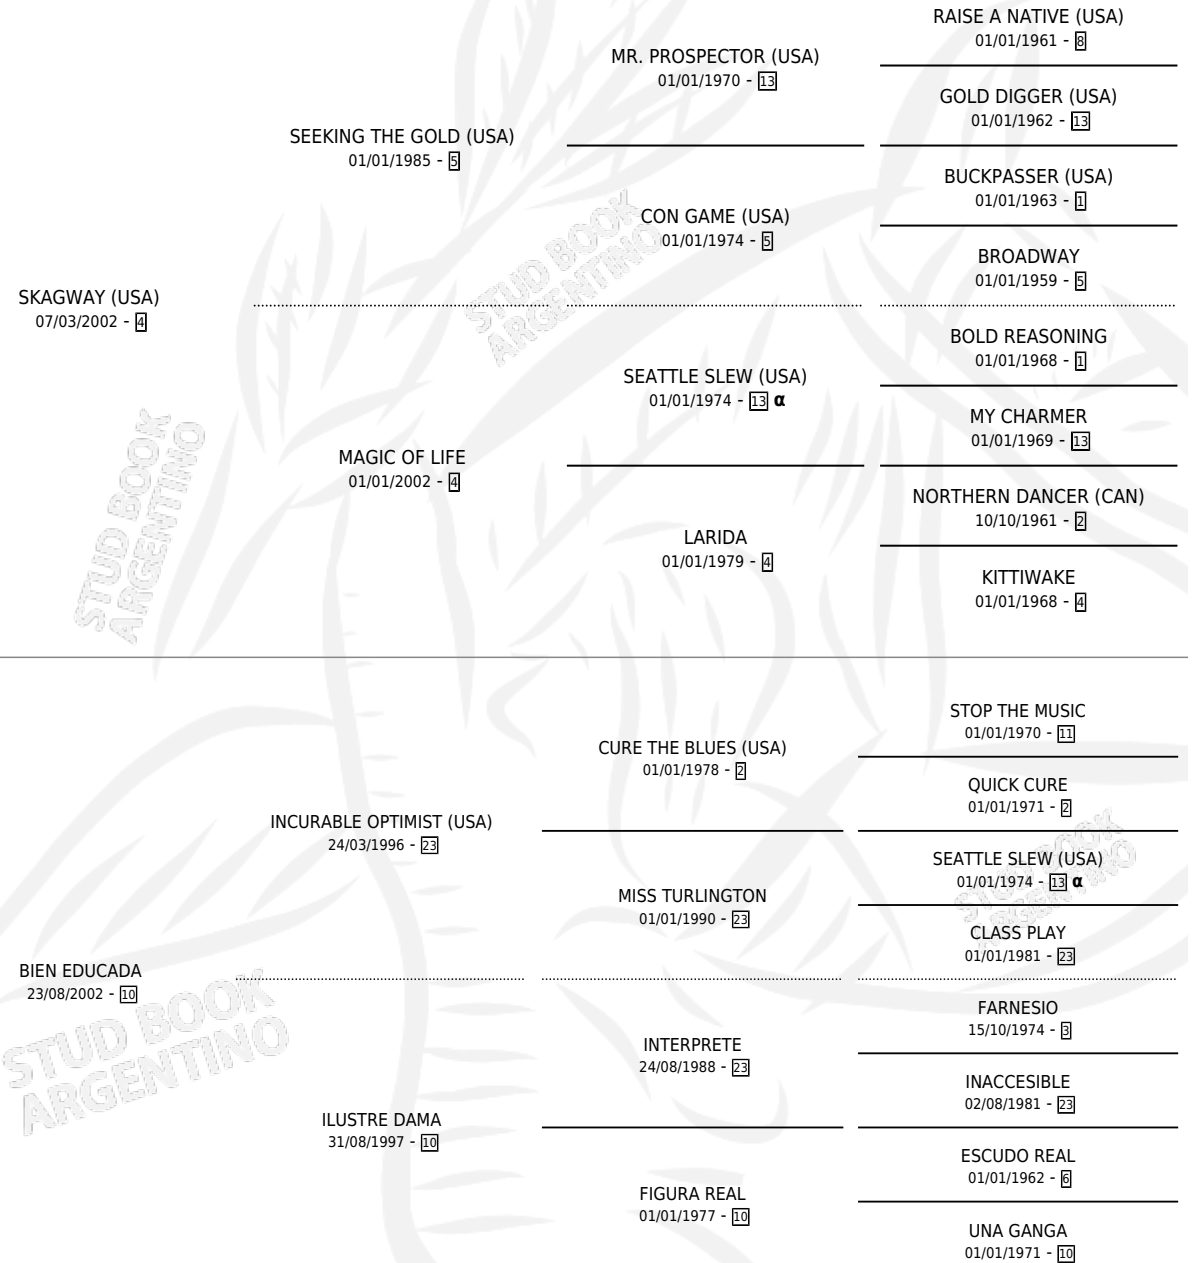 RAISE A NATIVE (USA)
01/01/1961 - 8
MR. PROSPECTOR (USA)
01/01/1970 - 13
GOLD DIGGER (USA)
01/01/1962 - 13
SEEKING THE GOLD (USA)
01/01/1985 - 5
BUCKPASSER (USA)
01/01/1963 - 1
CON GAME (USA)
01/01/1974 - 5
BROADWAY
01/01/1959 - 5
SKAGWAY (USA)
07/03/2002 - 4
BOLD REASONING
01/01/1968 - 1
SEATTLE SLEW (USA)
01/01/1974 - 13 α
MY CHARMER
01/01/1969 - 13
MAGIC OF LIFE
01/01/2002 - 4
NORTHERN DANCER (CAN)
10/10/1961 - 2
LARIDA
01/01/1979 - 4
KITTIWAKE
01/01/1968 - 4
STOP THE MUSIC
01/01/1970 - 11
CURE THE BLUES (USA)
01/01/1978 - 2
QUICK CURE
01/01/1971 - 2
INCURABLE OPTIMIST (USA)
24/03/1996 - 23
SEATTLE SLEW (USA)
01/01/1974 - 13 α
MISS TURLINGTON
01/01/1990 - 23
CLASS PLAY
01/01/1981 - 23
BIEN EDUCADA
23/08/2002 - 10
FARNESIO
15/10/1974 - 3
INTERPRETE
24/08/1988 - 23
INACCESIBLE
02/08/1981 - 23
ILUSTRE DAMA
31/08/1997 - 10
ESCUDO REAL
01/01/1962 - 6
FIGURA REAL
01/01/1977 - 10
UNA GANGA
01/01/1971 - 10
STUD BOOK
ARGENTINO
STUD BOOK
ARGENTINO
STUD BOOK
ARGENTINO
STUD BOOK
ARGENTINO